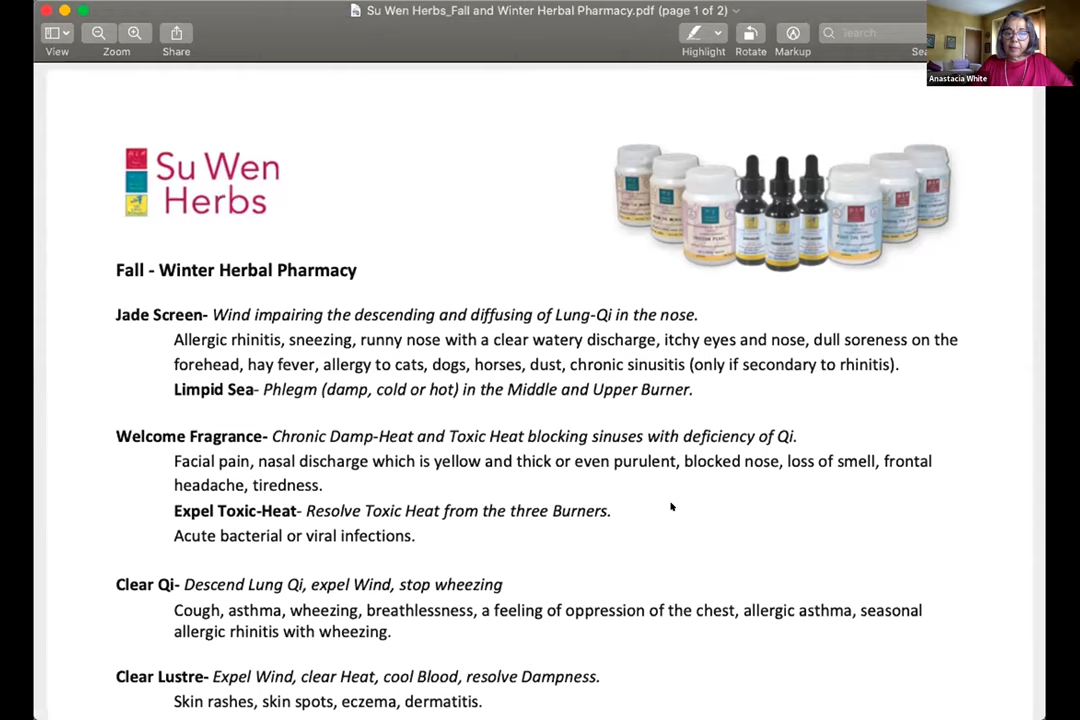 Su Wen Herbs_Fall and Winter Herbal Pharmacy.pdf (page 1 of 2)
View
Zoom
Share
Highlight
Rotate
Markup
Search
Sea
Anastacia White
Su Wen
Herbs
Fall - Winter Herbal Pharmacy
Jade Screen- Wind impairing the descending and diffusing of Lung-Qi in the nose.
Allergic rhinitis, sneezing, runny nose with a clear watery discharge, itchy eyes and nose, dull soreness on the
forehead, hay fever, allergy to cats, dogs, horses, dust, chronic sinusitis (only if secondary to rhinitis).
Limpid Sea- Phlegm (damp, cold or hot) in the Middle and Upper Burner.
Welcome Fragrance- Chronic Damp-Heat and Toxic Heat blocking sinuses with deficiency of Qi.
Facial pain, nasal discharge which is yellow and thick or even purulent, blocked nose, loss of smell, frontal
headache, tiredness.
Expel Toxic-Heat- Resolve Toxic Heat from the three Burners.
Acute bacterial or viral infections.
Clear Qi- Descend Lung Qi, expel Wind, stop wheezing
Cough, asthma, wheezing, breathlessness, a feeling of oppression of the chest, allergic asthma, seasonal
allergic rhinitis with wheezing.
Clear Lustre- Expel Wind, clear Heat, cool Blood, resolve Dampness.
Skin rashes, skin spots, eczema, dermatitis.